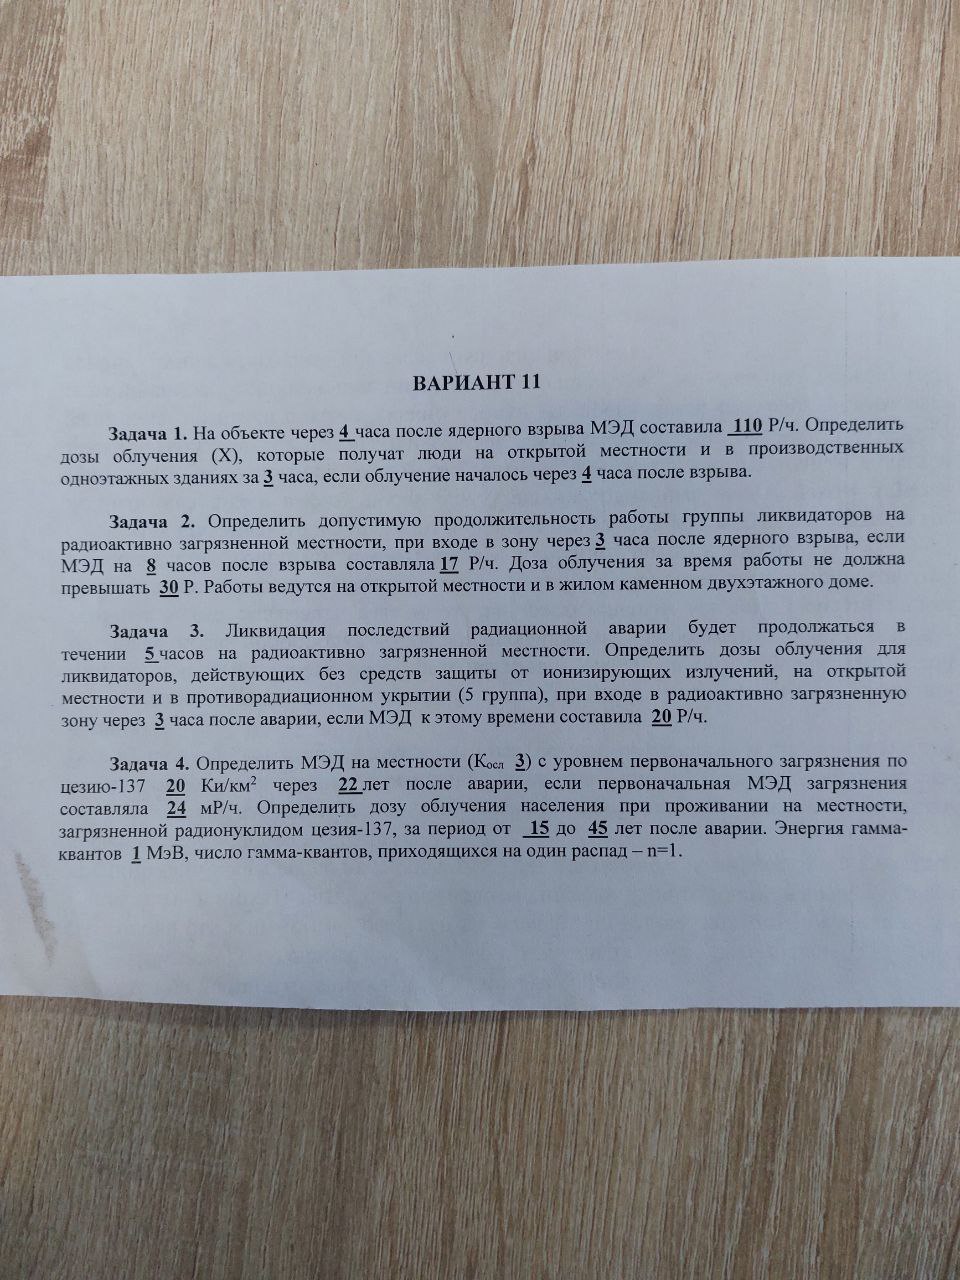 ВАРИАНТ 11
Задача 1. На объекте через 4 часа после ядерного взрыва МЭД составила 110 Р/ч. Определить
дозы облучения (Х), которые получат люди на открытой местности и в производственных
одноэтажных зданиях за 3 часа, если облучение началось через 4 часа после взрыва.
Задача 2. Определить допустимую продолжительность работы группы ликвидаторов на
радиоактивно загрязненной местности, при входе в зону через 3 часа после ядерного взрыва, если
МЭД на 8 часов после взрыва составляла 17 Р/ч. Доза облучения за время работы не должна
превышать 30 Р. Работы ведутся на открытой местности и в жилом каменном двухэтажного доме.
Задача 3. Ликвидация последствий радиационной аварии будет продолжаться в
течении 5 часов на радиоактивно загрязненной местности. Определить дозы облучения для
ликвидаторов, действующих без средств защиты от ионизирующих излучений, на открытой
местности и в противорадиационном укрытии (5 группа), при входе в радиоактивно загрязненную
зону через 3 часа после аварии, если МЭД к этому времени составила 20 Р/ч.
Задача 4. Определить МЭД на местности (Косл 3) с уровнем первоначального загрязнения по
цезию-137 20 Ки/км² через 22 лет после аварии, если первоначальная МЭД загрязнения
составляла 24 мР/ч. Определить дозу облучения населения при проживании на местности,
загрязненной радионуклидом цезия-137, за период от 15 до 45 лет после аварии. Энергия гамма-
квантов 1 МэВ, число гамма-квантов, приходящихся на один распад – n=1.